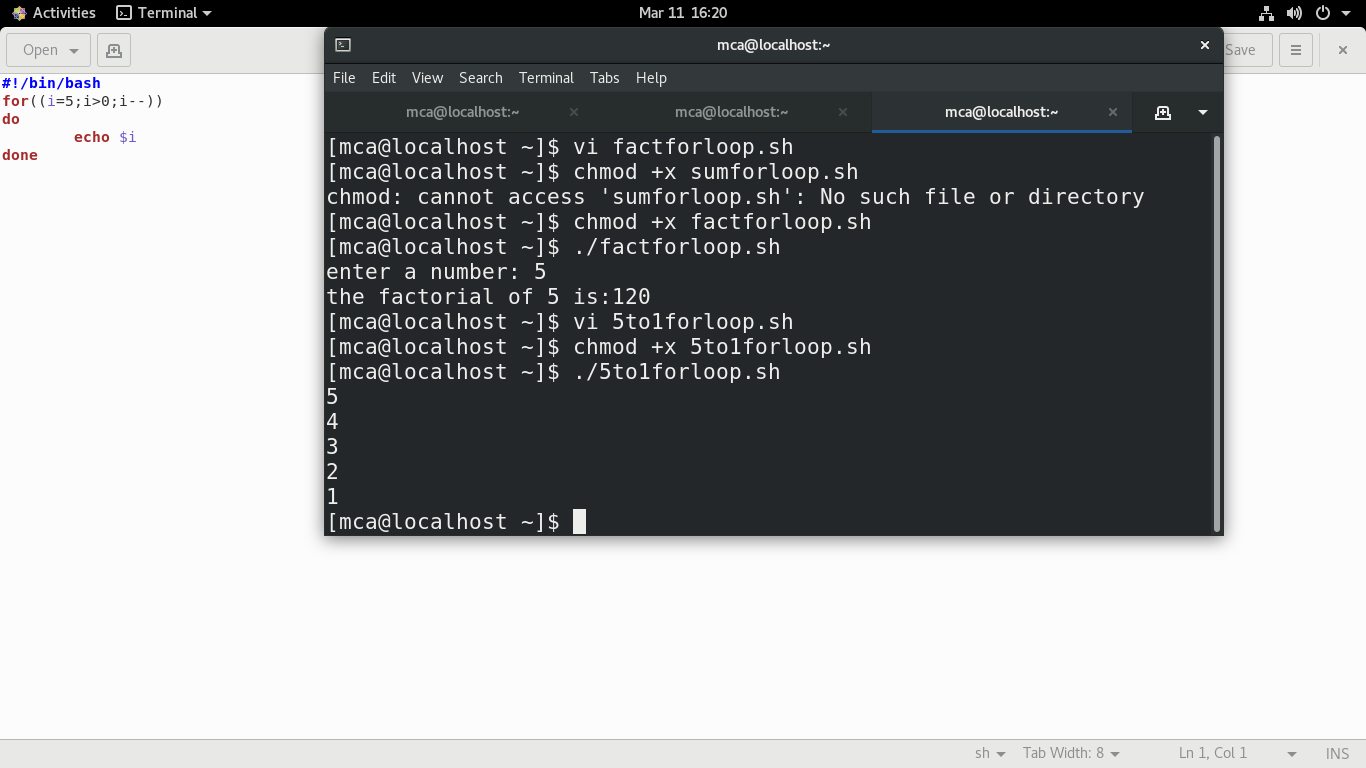 Activities Terminal Mar 11 16:20
Open Save
#!/bin/bash
for((i=5;i>0;i--))
do
echo $i
done
mca@localhost:~
File Edit View Search Terminal Tabs Help
mca@localhost:~ mca@localhost:~ mca@localhost:~
[mca@localhost ~]$ vi factforloop.sh
[mca@localhost ~]$ chmod +x sumforloop.sh
chmod: cannot access 'sumforloop.sh': No such file or directory
[mca@localhost ~]$ chmod +x factforloop.sh
[mca@localhost ~]$ ./factforloop.sh
enter a number: 5
the factorial of 5 is:120
[mca@localhost ~]$ vi 5to1forloop.sh
[mca@localhost ~]$ chmod +x 5to1forloop.sh
[mca@localhost ~]$ ./5to1forloop.sh
5
4
3
2
1
[mca@localhost ~]$
sh Tab Width: 8 Ln 1, Col 1 INS